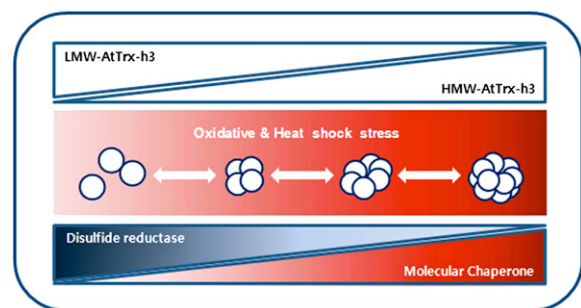 LMW-AtTrx-h3
HMW-AtTrx-h3
Oxidative & Heat shock stress
Disulfide reductase
Molecular Chaperone